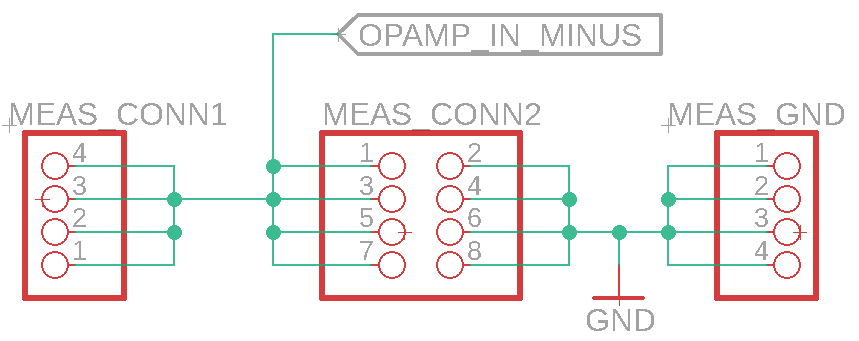 OPAMP_IN_MINUS
MEAS_CONN1 MEAS_CONN2 MEAS_GND
4 1 2 1
3 3 4 2
2 5 6 3
1 7 8 4
GND